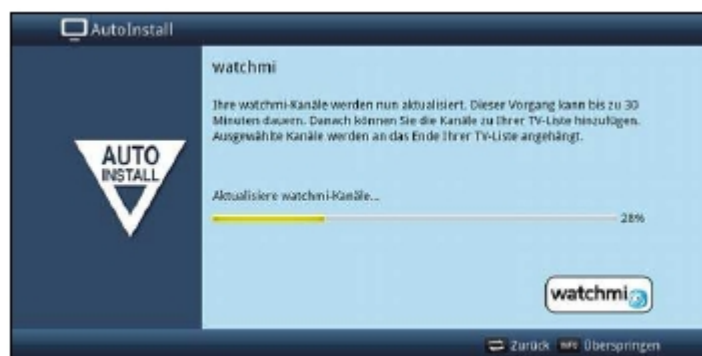 AutoInstall
watchmi
Ihre watchmi-Kanäle werden nun aktualisiert. Dieser Vorgang kann bis zu 30
Minuten dauern. Danach können Sie die Kanäle zu Ihrer TV-Liste hinzufügen.
Ausgewählte Kanäle werden an das Ende Ihrer TV-Liste angehängt.
AUTO
INSTALL
Aktualisiere watchmi-Kanäle...
28%
watchmi
Zurück INFO Überspringen